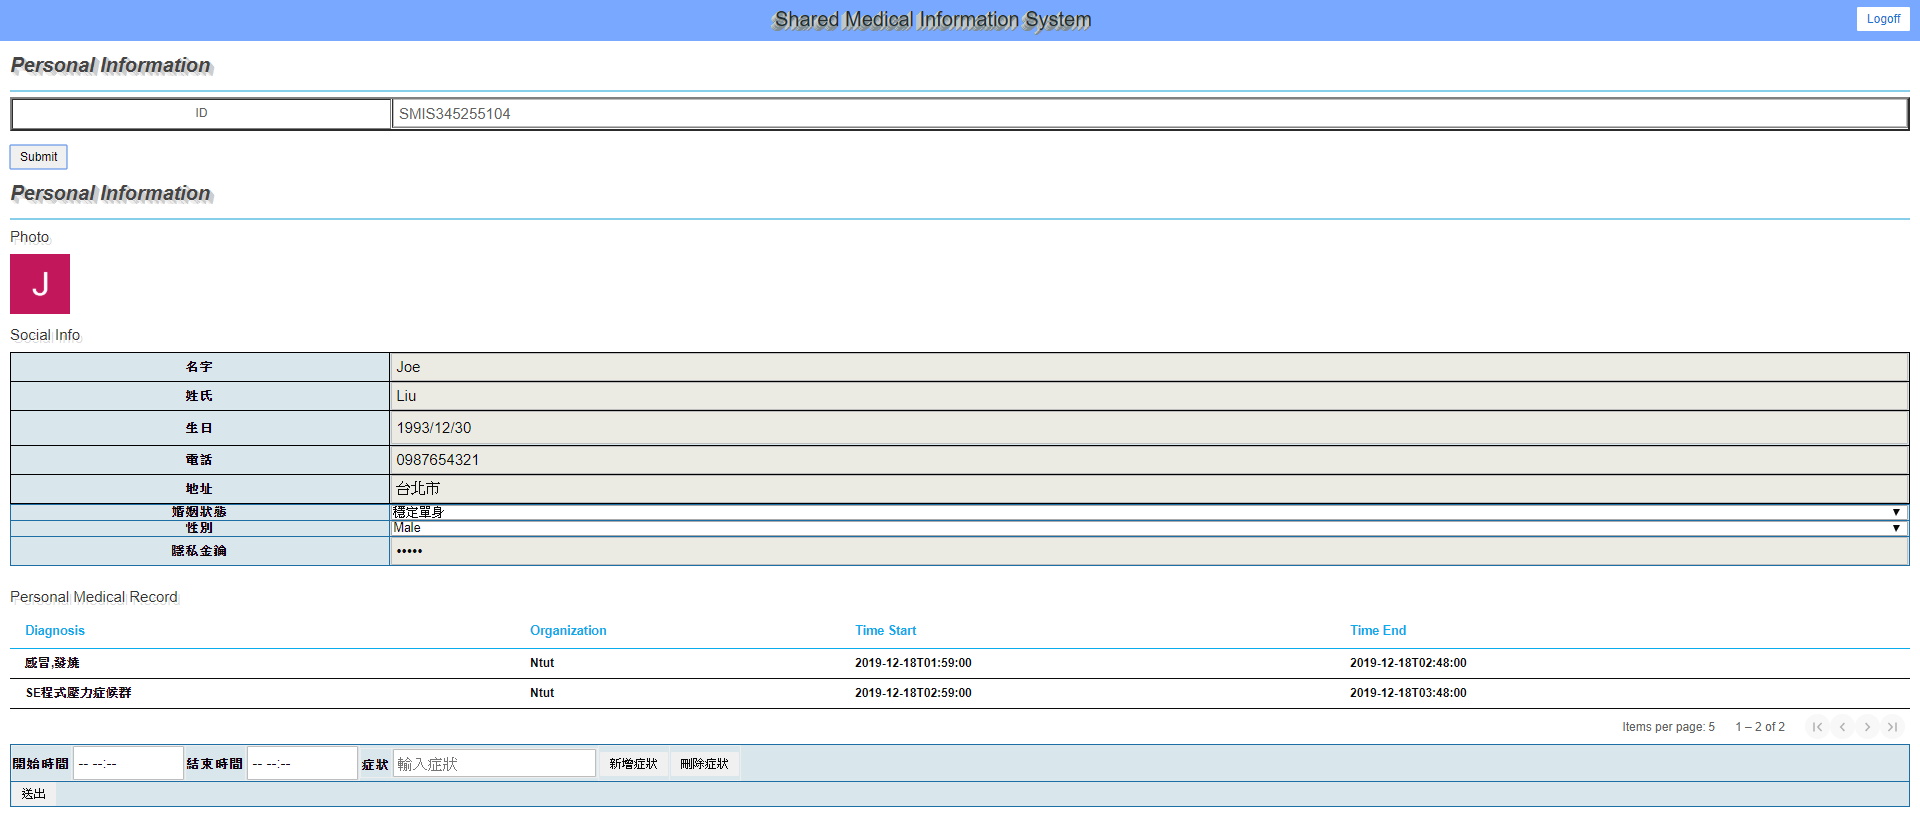 Shared Medical Information System
Logoff
Personal Information
ID SMIS345255104
Submit
Personal Information
Photo
J
Social Info
名字 Joe
姓氏 Liu
生日 1993/12/30
電話 0987654321
地址 台北市
婚姻狀態 穩定單身
性別 Male
隱私金鑰 •••••
Personal Medical Record
Diagnosis Organization Time Start Time End
感冒,發燒 Ntut 2019-12-18T01:59:00 2019-12-18T02:48:00
SE程式壓力症候群 Ntut 2019-12-18T02:59:00 2019-12-18T03:48:00
Items per page: 5 1 – 2 of 2
開始時間 -- --:-- 結束時間 -- --:-- 症狀 輸入症狀 新增症狀 刪除症狀
送出